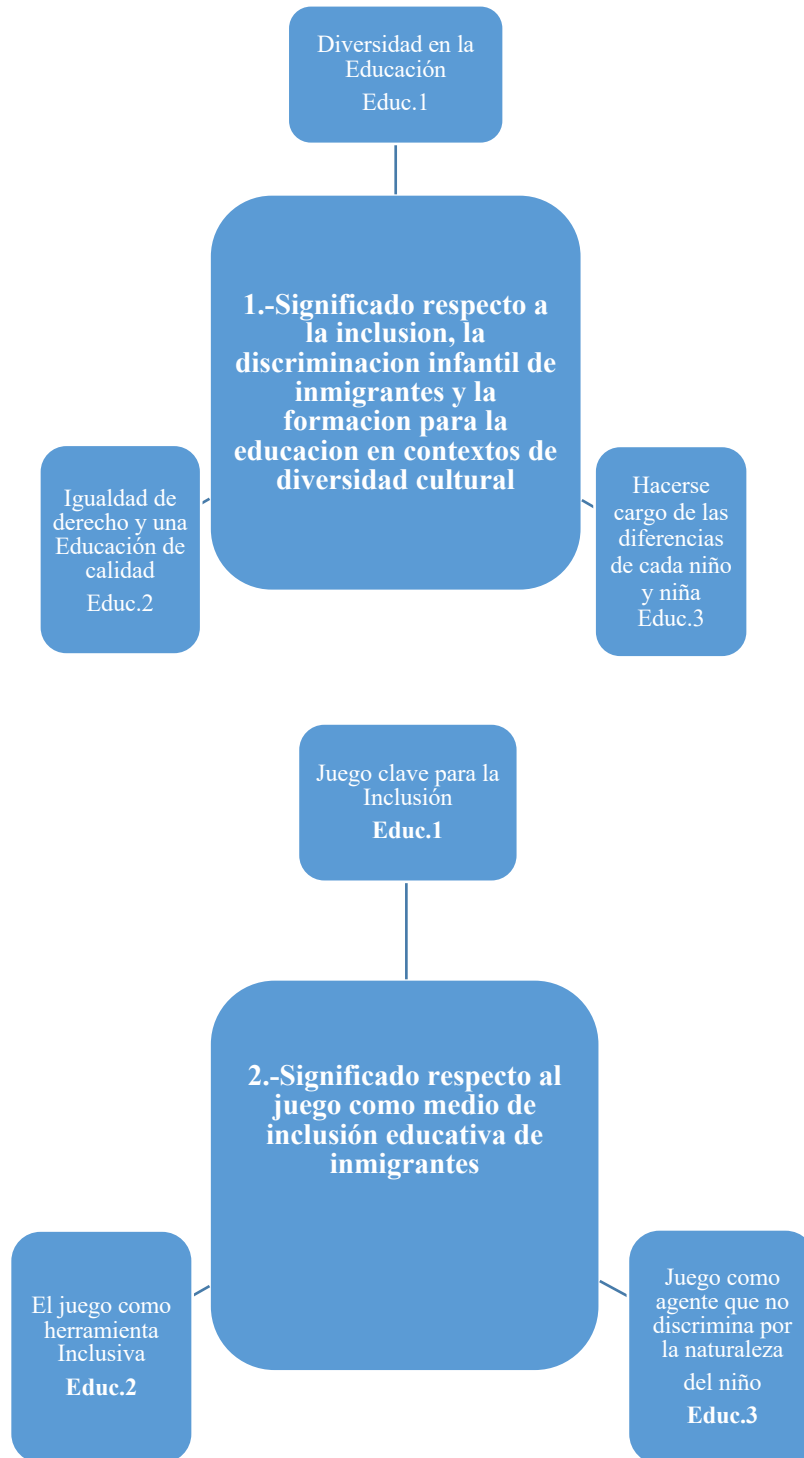 Diversidad en la
Educación
Educ.1
1.-Significado respecto a
la inclusion, la
discriminacion infantil de
inmigrantes y la
formacion para la
educacion en contextos de
diversidad cultural
Igualdad de
derecho y una
Educación de
calidad
Educ.2
Hacerse
cargo de las
diferencias
de cada niño
y niña
Educ.3
Juego clave para la
Inclusión
Educ.1
2.-Significado respecto al
juego como medio de
inclusión educativa de
inmigrantes
El juego como
herramienta
Inclusiva
Educ.2
Juego como
agente que no
discrimina por
la naturaleza
del niño
Educ.3